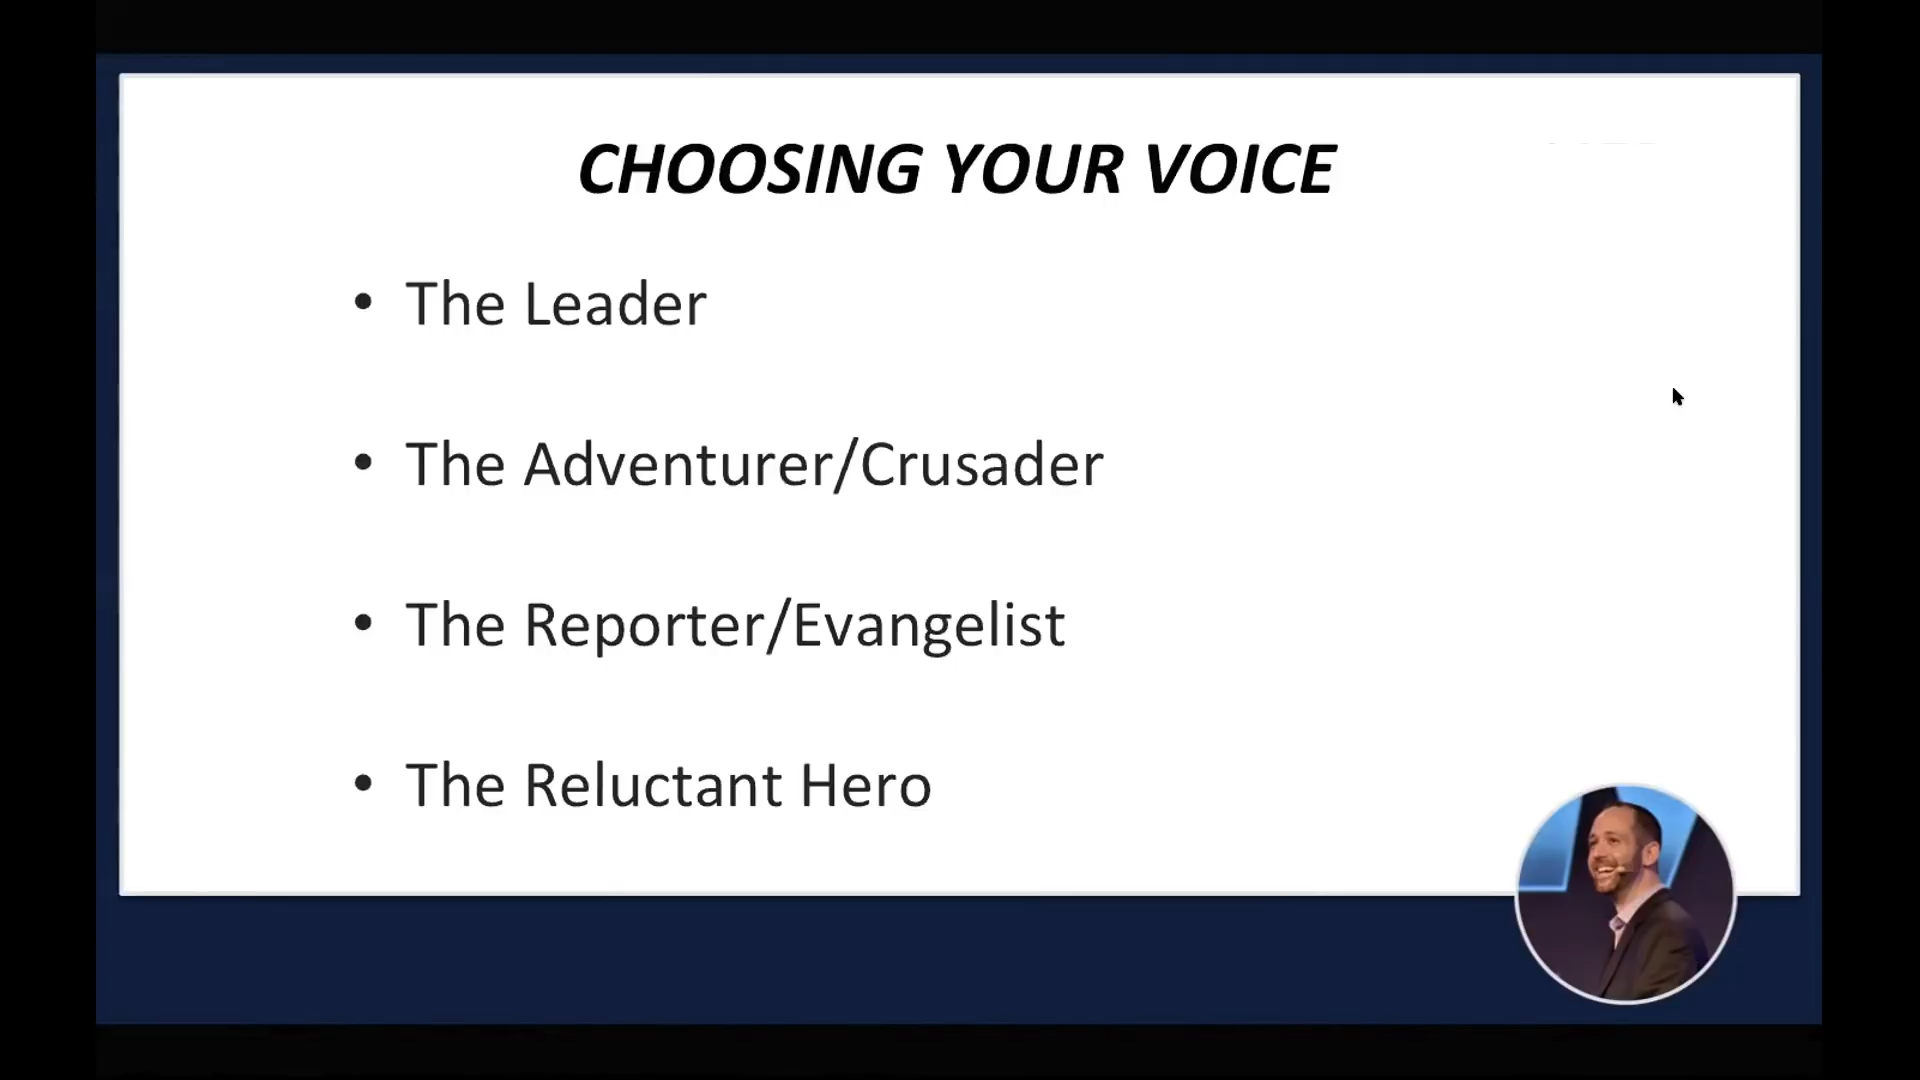 CHOOSING YOUR VOICE
• The Leader
• The Adventurer/Crusader
• The Reporter/Evangelist
• The Reluctant Hero